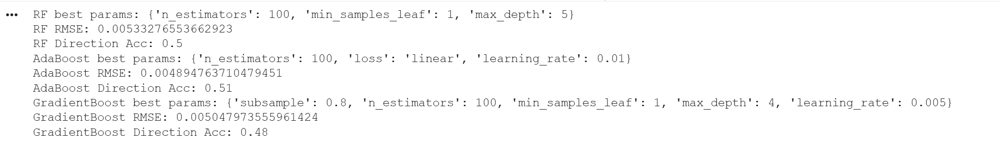 RF best params: {'n_estimators': 100, 'min_samples_leaf': 1, 'max_depth': 5}
RF RMSE: 0.00533276553662923
RF Direction Acc: 0.5
AdaBoost best params: {'n_estimators': 100, 'loss': 'linear', 'learning_rate': 0.01}
AdaBoost RMSE: 0.004894763710479451
AdaBoost Direction Acc: 0.51
GradientBoost best params: {'subsample': 0.8, 'n_estimators': 100, 'min_samples_leaf': 1, 'max_depth': 4, 'learning_rate': 0.005}
GradientBoost RMSE: 0.005047973555961424
GradientBoost Direction Acc: 0.48